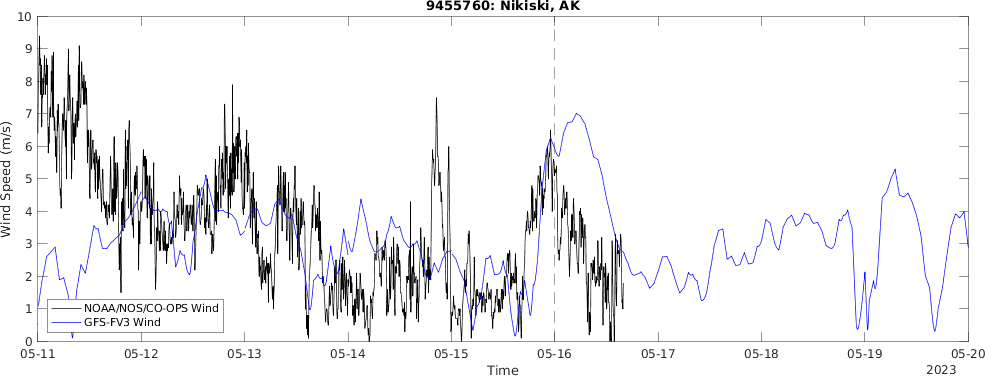 9455760: Nikiski, AK
10
9
8
7
6
5
4
3
2
1
0
Wind Speed (m/s)
NOAA/NOS/CO-OPS Wind
GFS-FV3 Wind
05-11 05-12 05-13 05-14 05-15 05-16 05-17 05-18 05-19 05-20
Time
2023